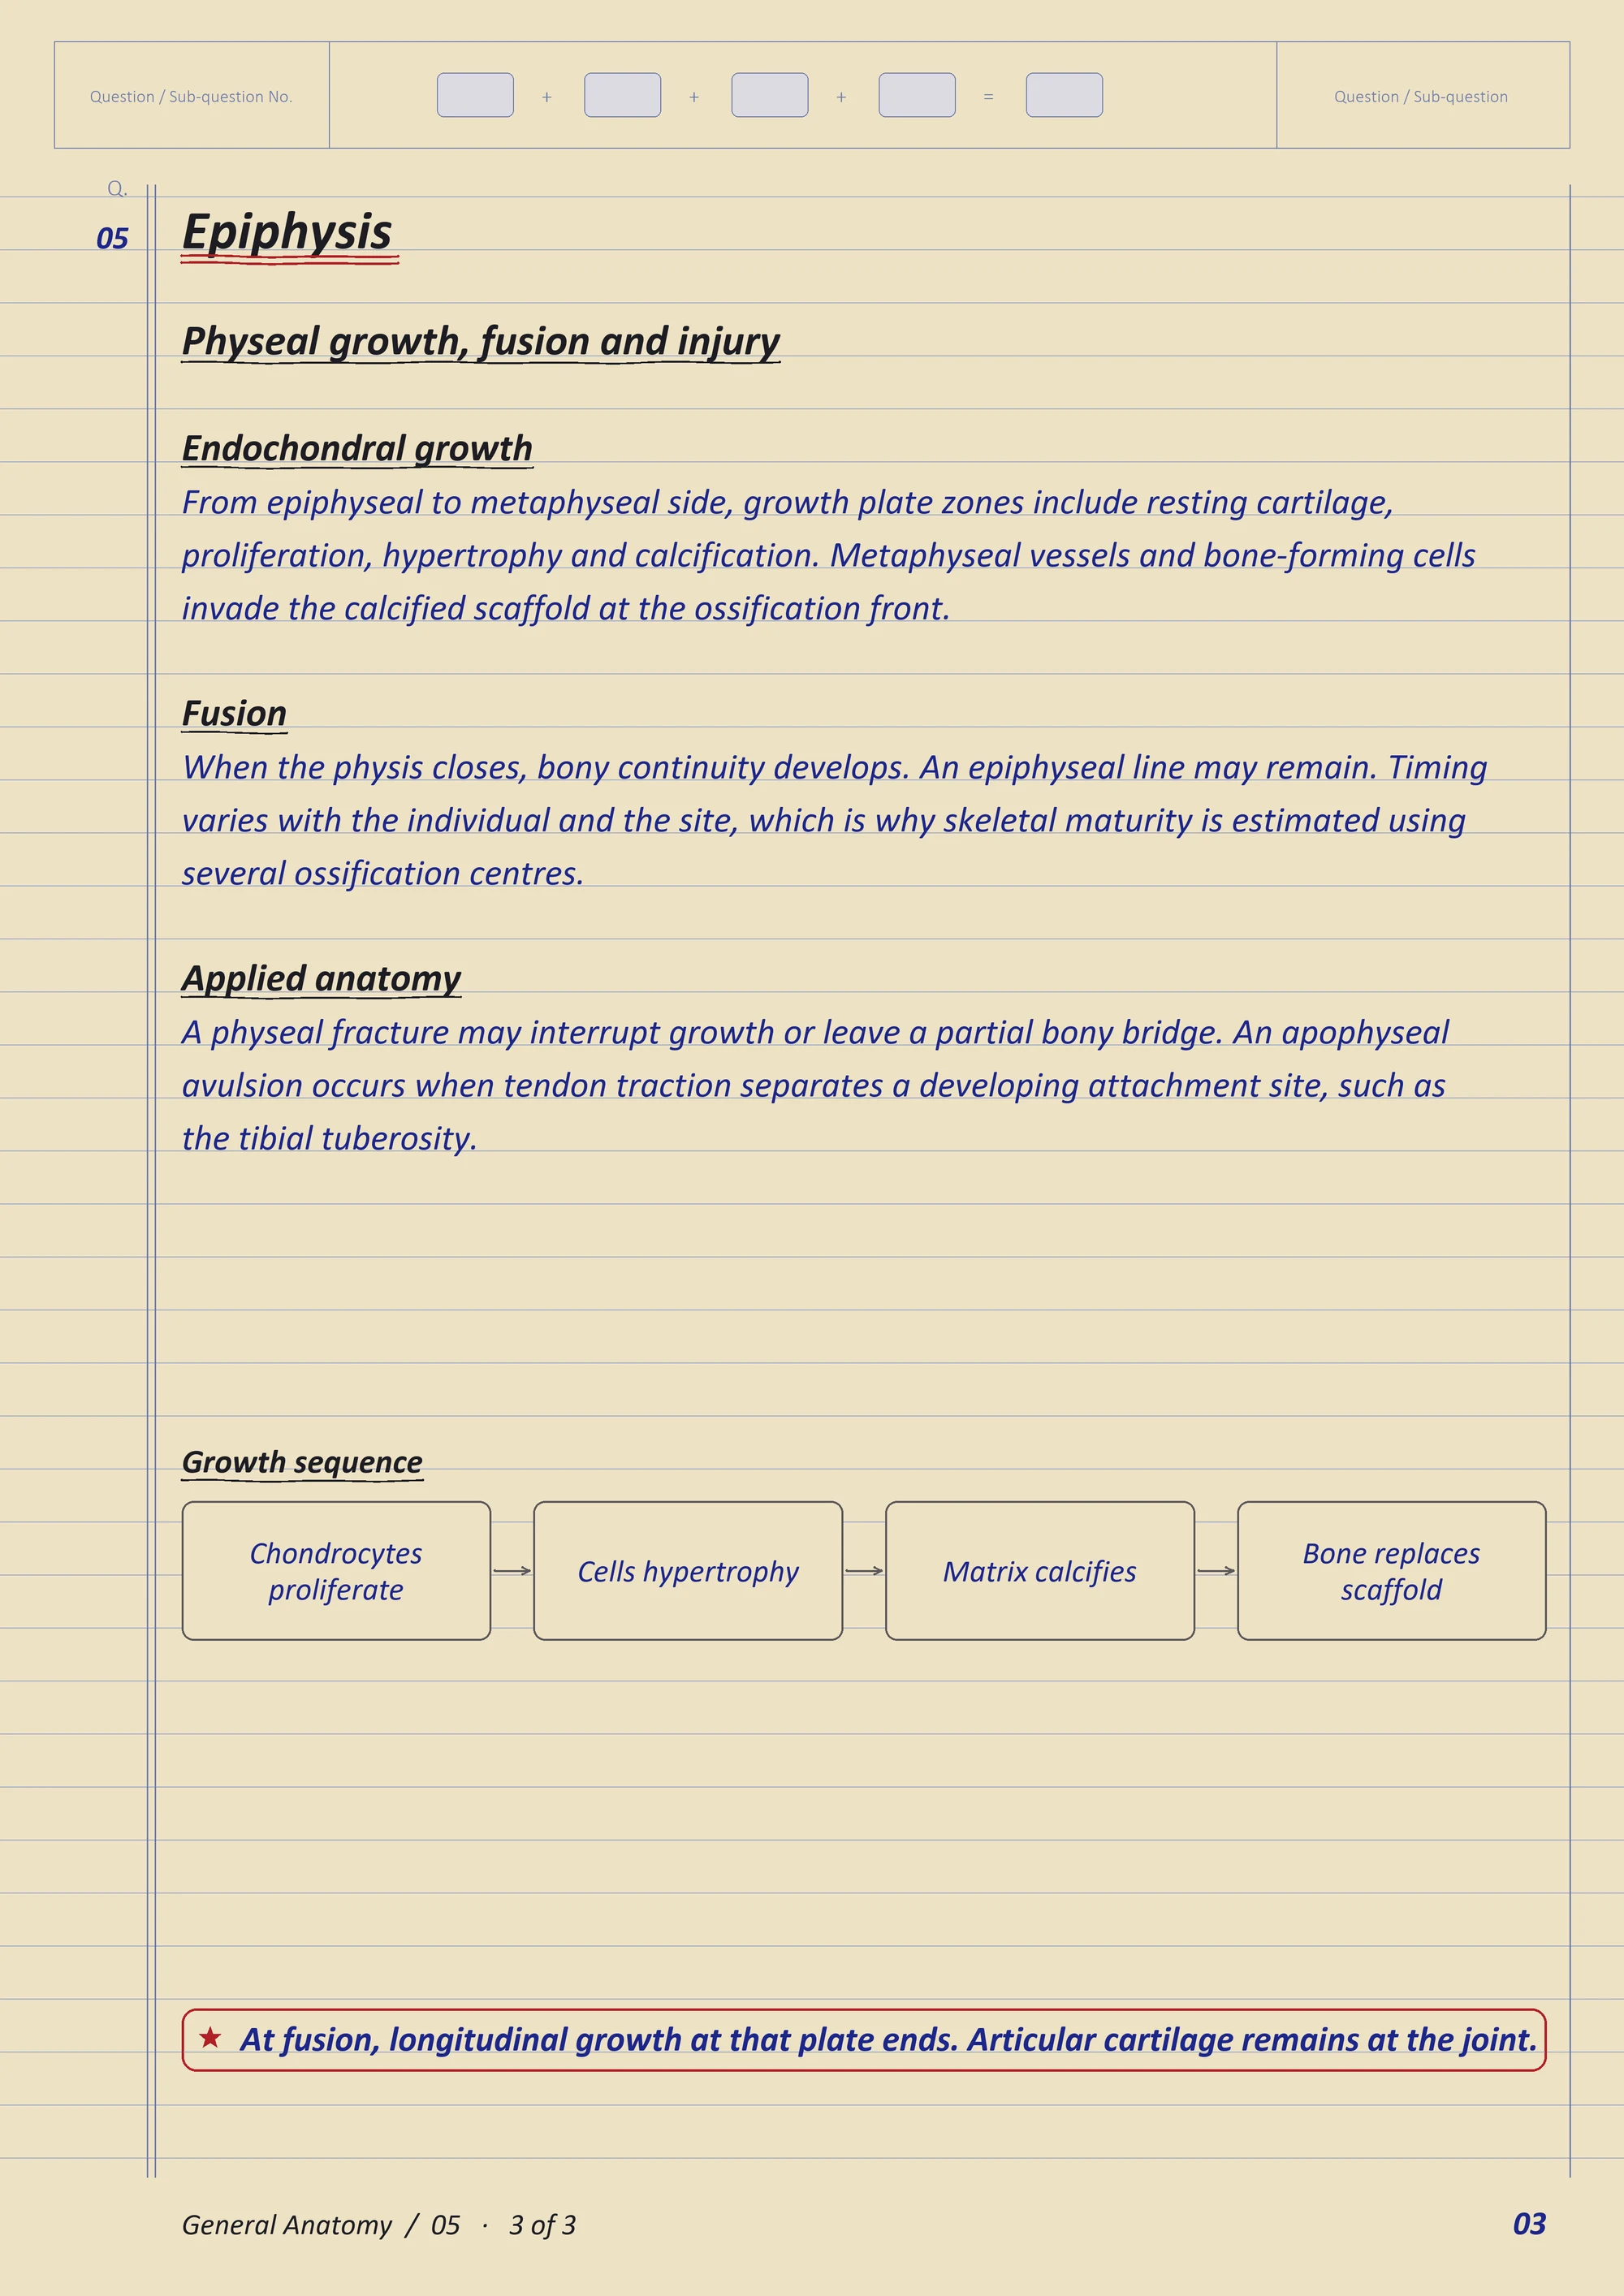 Question / Sub-question No.
+ + + =
Question / Sub-question
Q.
05
Epiphysis
Physeal growth, fusion and injury
Endochondral growth
From epiphyseal to metaphyseal side, growth plate zones include resting cartilage,
proliferation, hypertrophy and calcification. Metaphyseal vessels and bone-forming cells
invade the calcified scaffold at the ossification front.
Fusion
When the physis closes, bony continuity develops. An epiphyseal line may remain. Timing
varies with the individual and the site, which is why skeletal maturity is estimated using
several ossification centres.
Applied anatomy
A physeal fracture may interrupt growth or leave a partial bony bridge. An apophyseal
avulsion occurs when tendon traction separates a developing attachment site, such as
the tibial tuberosity.
Growth sequence
Chondrocytes
proliferate
Cells hypertrophy
Matrix calcifies
Bone replaces
scaffold
★ At fusion, longitudinal growth at that plate ends. Articular cartilage remains at the joint.
General Anatomy / 05 · 3 of 3
03